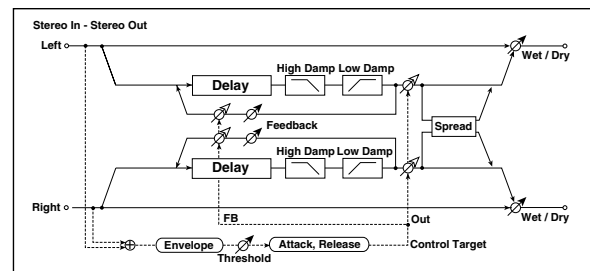 Stereo In - Stereo Out
Left
Wet / Dry
High Damp Low Damp
Delay
Feedback
Spread
High Damp Low Damp
Delay
Right
FB
Out
Wet / Dry
Envelope
Threshold
Attack, Release
Control Target